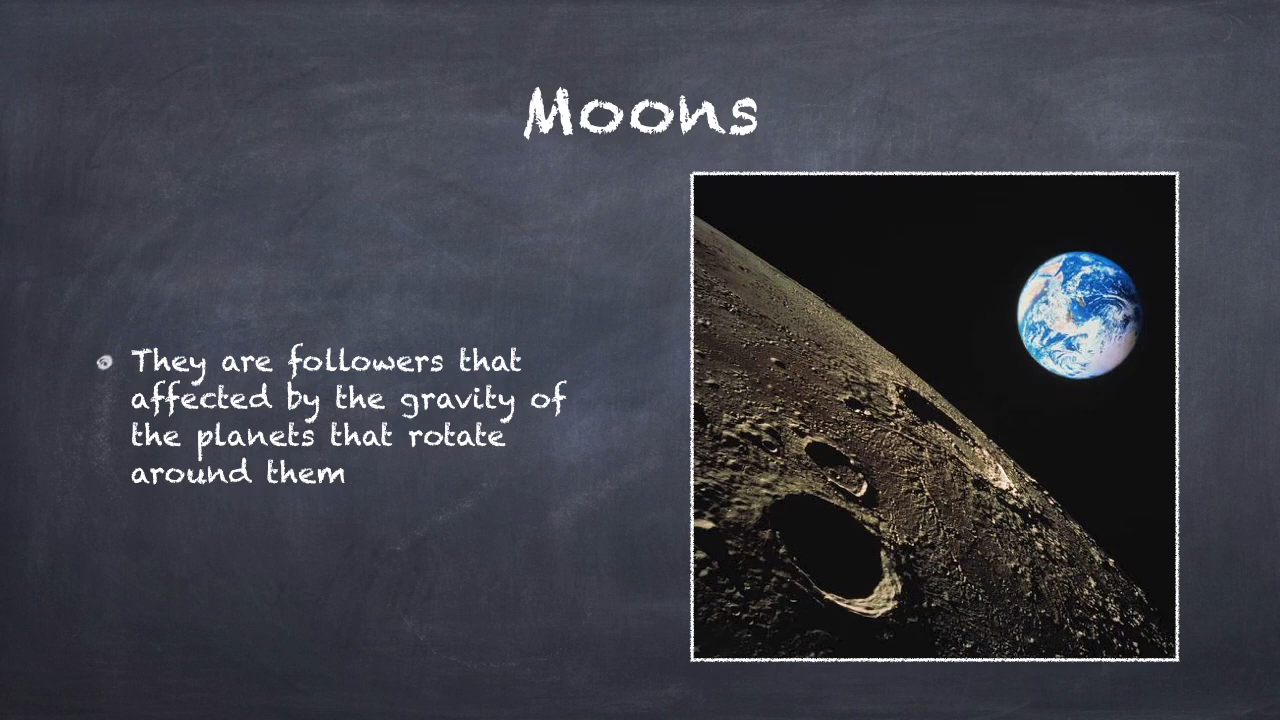 Moons
They are followers that
affected by the gravity of
the planets that rotate
around them